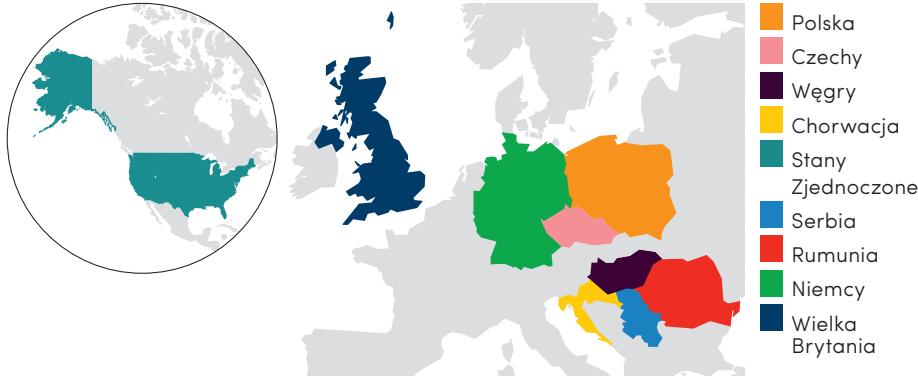 Polska
Czechy
Węgry
Chorwacja
Stany
Zjednoczone
Serbia
Rumunia
Niemcy
Wielka
Brytania